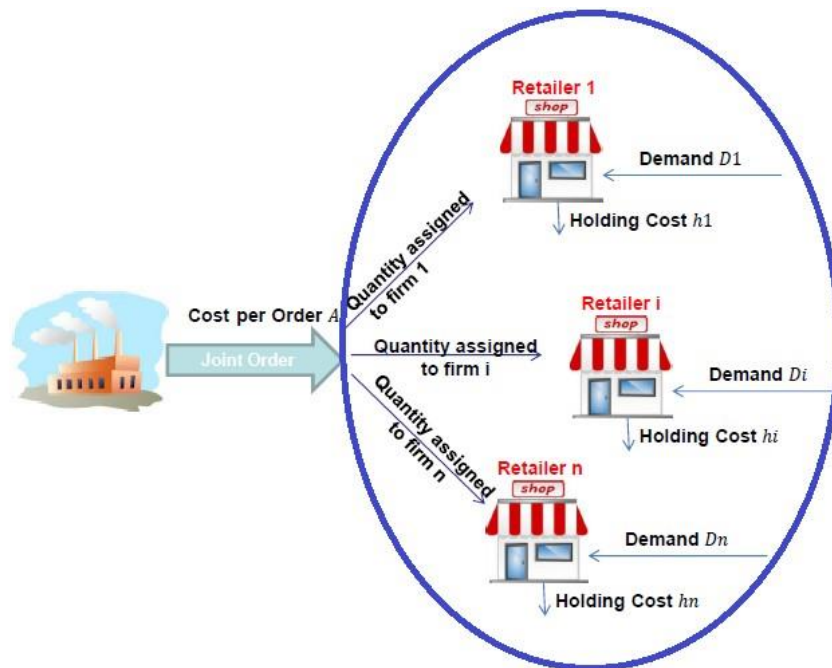 Retailer 1
shop
Demand D1
Holding Cost h1
Quantity assigned
to firm 1
Cost per Order A
Joint Order
Retailer i
shop
Quantity assigned
to firm i
Demand Di
Holding Cost hi
Quantity assigned
to firm n
Retailer n
shop
Demand Dn
Holding Cost hn